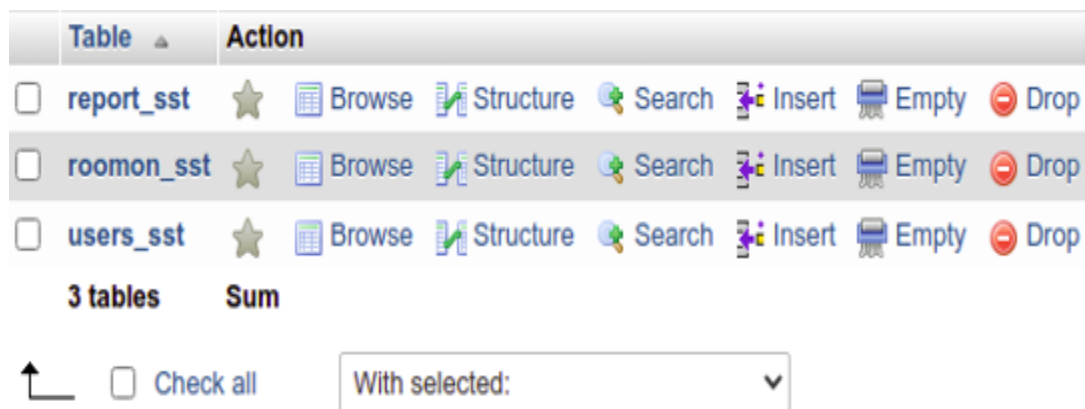 Table Action
report_sst Browse Structure Search Insert Empty Drop
roomon_sst Browse Structure Search Insert Empty Drop
users_sst Browse Structure Search Insert Empty Drop
3 tables Sum
Check all With selected: